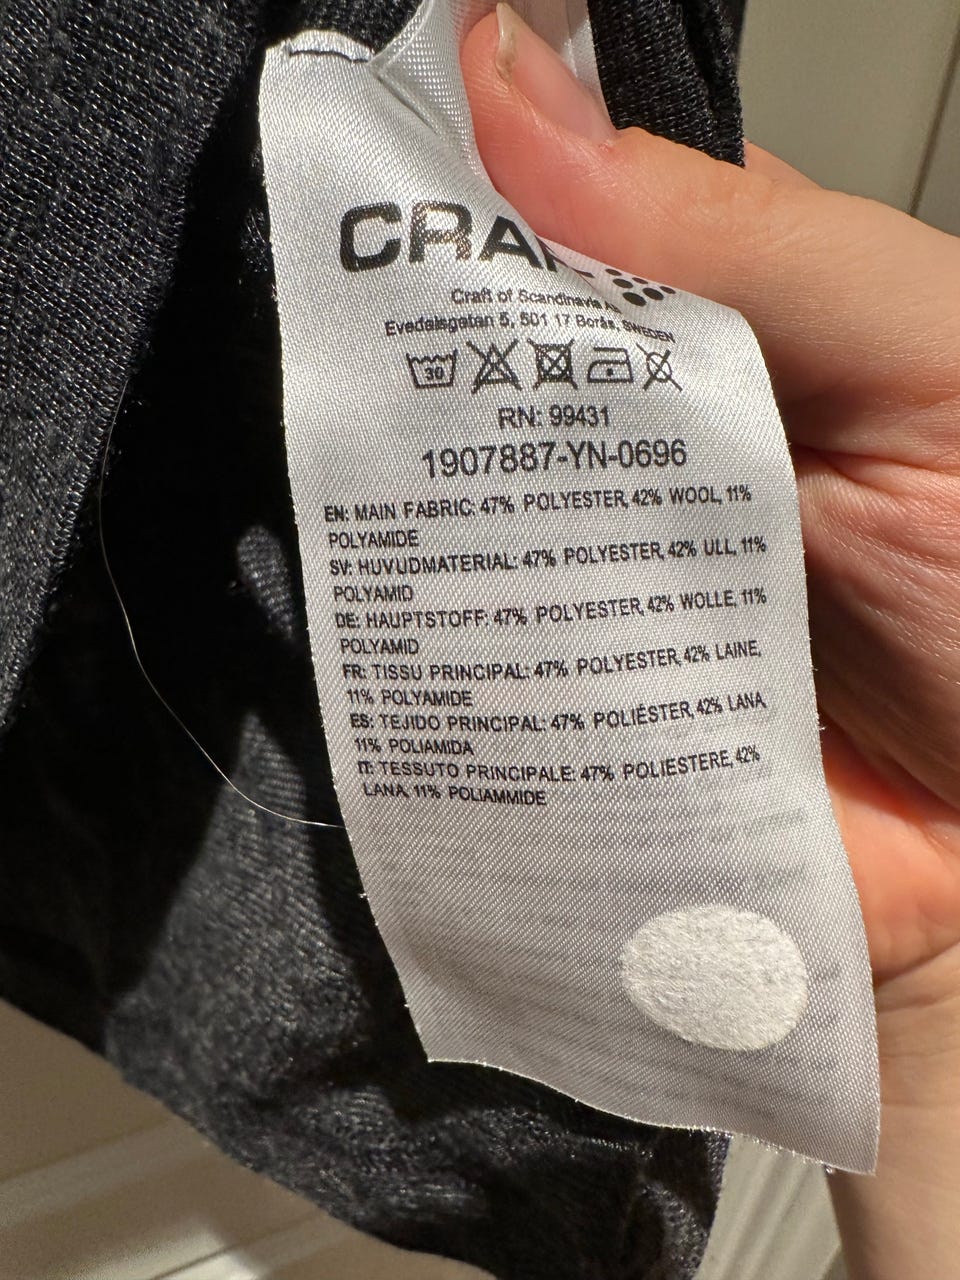 CRAF
Craft of Scandinavia AB
Evedalsgatan 5, 501 17 Borås, SWEDEN
30
RN: 99431
1907887-YN-0696
EN: MAIN FABRIC: 47% POLYESTER, 42% WOOL, 11%
POLYAMIDE
SV: HUVUDMATERIAL: 47% POLYESTER, 42% ULL, 11%
POLYAMID
DE: HAUPTSTOFF: 47% POLYESTER, 42% WOLLE, 11%
POLYAMID
FR: TISSU PRINCIPAL: 47% POLYESTER, 42% LAINE,
11% POLYAMIDE
ES: TEJIDO PRINCIPAL: 47% POLIÉSTER, 42% LANA,
11% POLIAMIDA
IT: TESSUTO PRINCIPALE: 47% POLIESTERE, 42%
LANA, 11% POLIAMMIDE